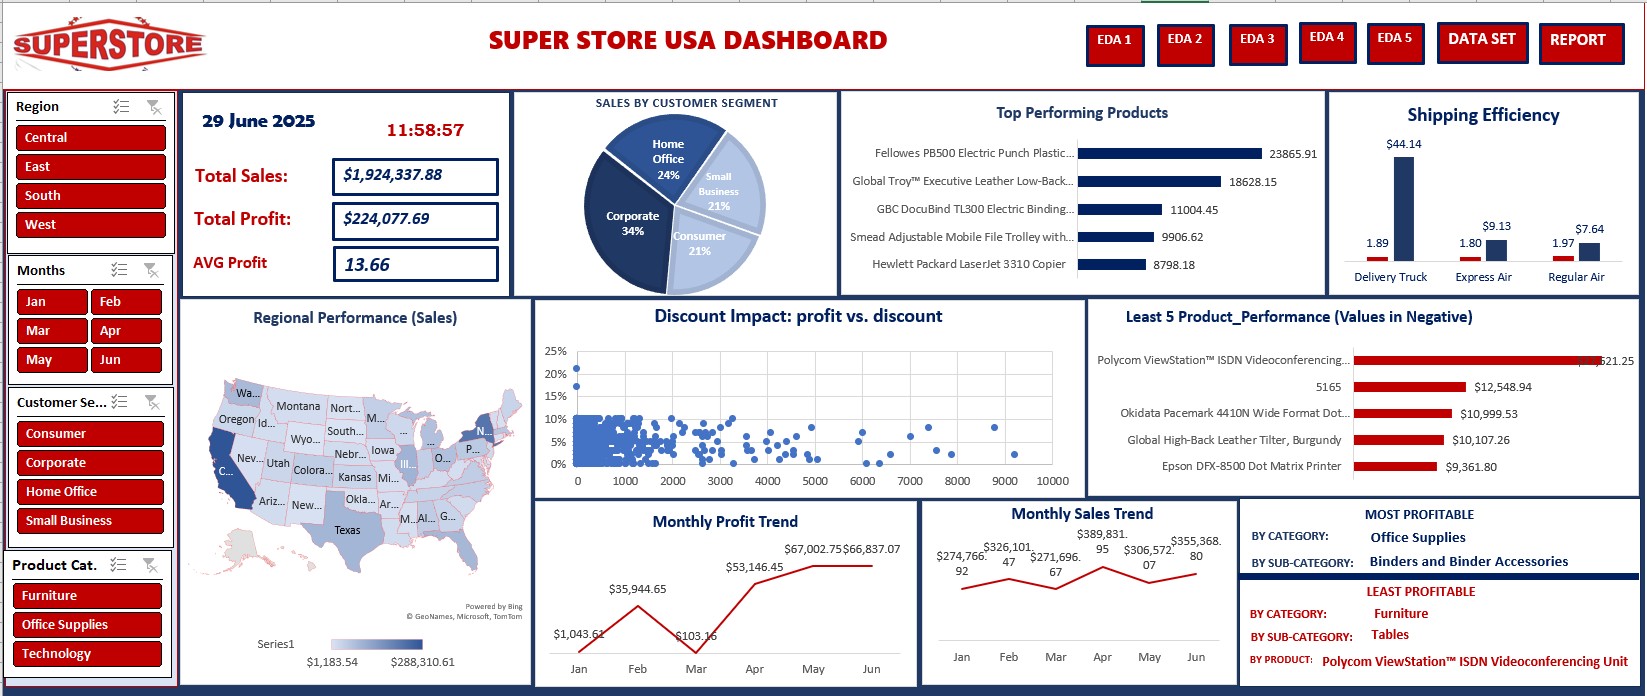 SUPERSTORE
SUPER STORE USA DASHBOARD
EDA 1
EDA 2
EDA 3
EDA 4
EDA 5
DATA SET
REPORT
Region
Central
East
South
West
Months
Jan
Feb
Mar
Apr
May
Jun
Customer Se...
Consumer
Corporate
Home Office
Small Business
Product Cat.
Furniture
Office Supplies
Technology
29 June 2025
11:58:57
Total Sales:
$1,924,337.88
Total Profit:
$224,077.69
AVG Profit
13.66
SALES BY CUSTOMER SEGMENT
Home
Office
24%
Small
Business
21%
Corporate
34%
Consumer
21%
Top Performing Products
Fellowes PB500 Electric Punch Plastic...
23865.91
Global Troy™ Executive Leather Low-Back...
18628.15
GBC DocuBind TL300 Electric Binding...
11004.45
Smead Adjustable Mobile File Trolley with...
9906.62
Hewlett Packard LaserJet 3310 Copier
8798.18
Shipping Efficiency
$44.14
$9.13
$7.64
1.89
1.80
1.97
Delivery Truck
Express Air
Regular Air
Regional Performance (Sales)
Wa...
Montana
Nort...
M...
Oregon
Id...
South...
...
Wyo...
N...
...
Nebr...
Iowa
P...
Nev...
Utah
Colora...
Ill...
O...
C...
Kansas
Mi...
Ariz...
New...
Okla...
Ar...
Texas
M...
Al...
G...
Powered by Bing
© GeoNames, Microsoft, TomTom
Series1
$1,183.54
$288,310.61
Discount Impact: profit vs. discount
25%
20%
15%
10%
5%
0%
0
1000
2000
3000
4000
5000
6000
7000
8000
9000
10000
Least 5 Product_Performance (Values in Negative)
Polycom ViewStation™ ISDN Videoconferencing...
5165
$12,548.94
Okidata Pacemark 4410N Wide Format Dot...
$10,999.53
Global High-Back Leather Tilter, Burgundy
$10,107.26
Epson DFX-8500 Dot Matrix Printer
$9,361.80
Monthly Profit Trend
$1,043.61
$35,944.65
$103.16
$53,146.45
$67,002.75
$66,837.07
Jan
Feb
Mar
Apr
May
Jun
Monthly Sales Trend
$274,766.
92
$326,101.
47
$271,696.
67
$389,831.
95
$306,572.
07
$355,368.
80
Jan
Feb
Mar
Apr
May
Jun
MOST PROFITABLE
BY CATEGORY:
Office Supplies
BY SUB-CATEGORY:
Binders and Binder Accessories
LEAST PROFITABLE
BY CATEGORY:
Furniture
BY SUB-CATEGORY:
Tables
BY PRODUCT:
Polycom ViewStation™ ISDN Videoconferencing Unit